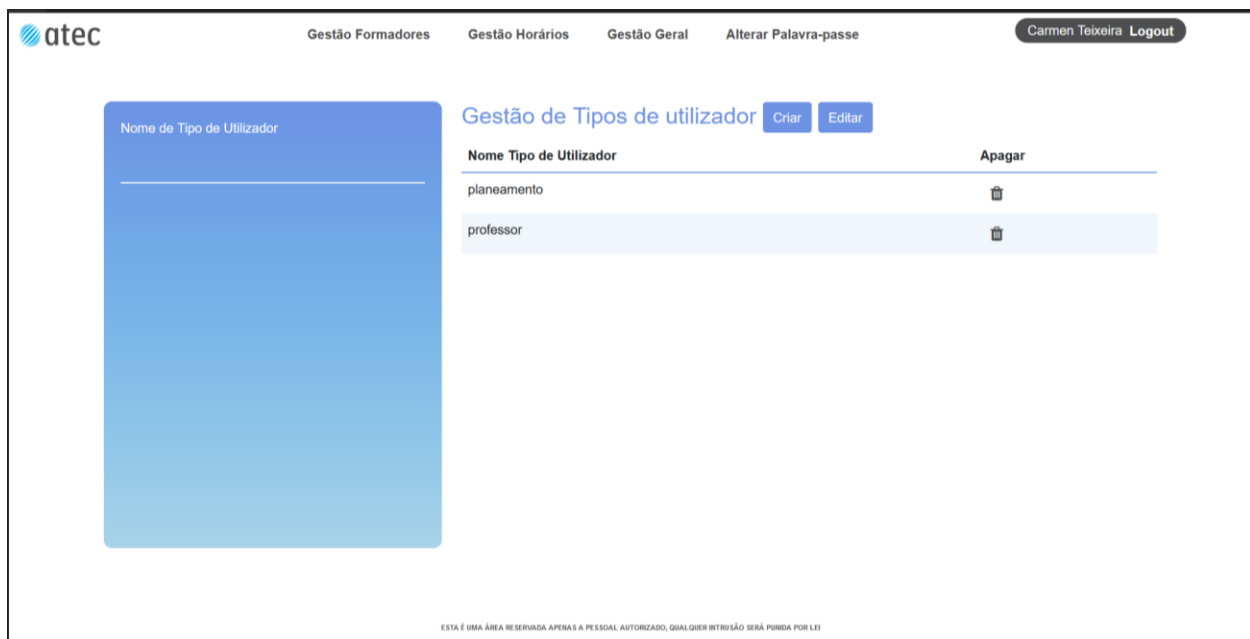 atec
Gestão Formadores Gestão Horários Gestão Geral Alterar Palavra-passe Carmen Teixeira Logout
Nome de Tipo de Utilizador
Gestão de Tipos de utilizador Criar Editar
Nome Tipo de Utilizador Apagar
planeamento
professor
ESTA É UMA ÁREA RESERVADA APENAS A PESSOAL AUTORIZADO, QUALQUER INTRUSÃO SERÁ PUNIDA POR LEI